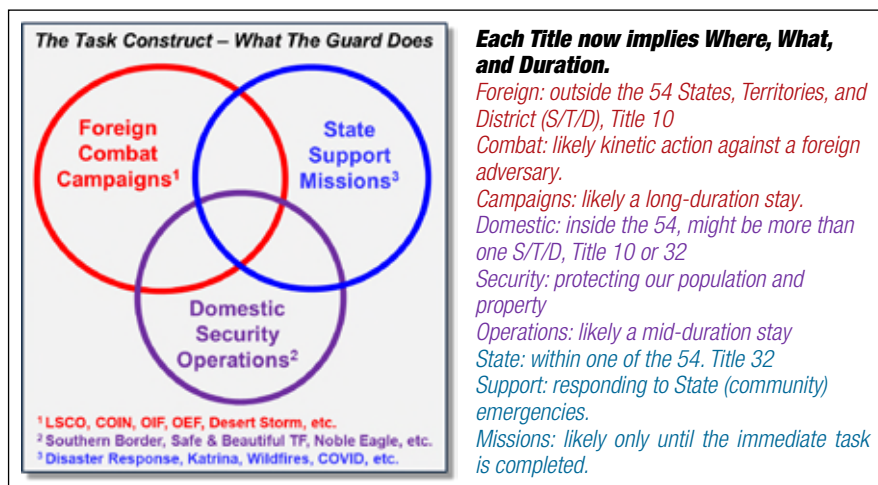 The Task Construct – What The Guard Does
Foreign
Combat
Campaigns¹
State
Support
Missions³
Domestic
Security
Operations²
¹ LSCO, COIN, OIF, OEF, Desert Storm, etc.
² Southern Border, Safe & Beautiful TF, Noble Eagle, etc.
³ Disaster Response, Katrina, Wildfires, COVID, etc.
Each Title now implies Where, What,
and Duration.
Foreign: outside the 54 States, Territories, and
District (S/T/D), Title 10
Combat: likely kinetic action against a foreign
adversary.
Campaigns: likely a long-duration stay.
Domestic: inside the 54, might be more than
one S/T/D, Title 10 or 32
Security: protecting our population and
property
Operations: likely a mid-duration stay
State: within one of the 54. Title 32
Support: responding to State (community)
emergencies.
Missions: likely only until the immediate task
is completed.